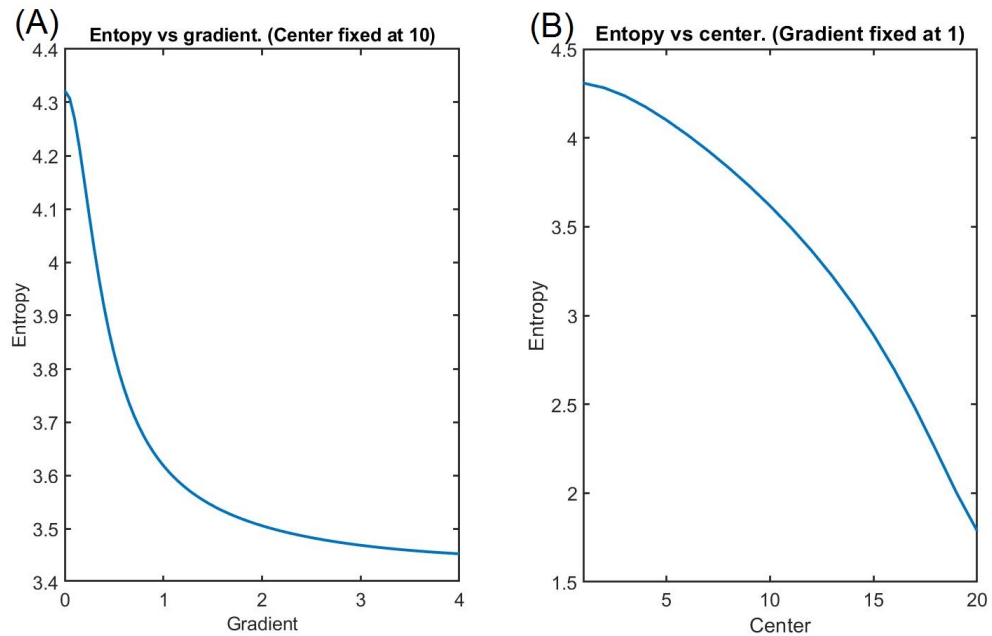 (A)
Entopy vs gradient. (Center fixed at 10)
4.4
4.3
4.2
4.1
4
3.9
3.8
3.7
3.6
3.5
3.4
Entropy
0 1 2 3 4
Gradient
(B)
Entopy vs center. (Gradient fixed at 1)
4.5
4
3.5
3
2.5
2
1.5
Entropy
5 10 15 20
Center